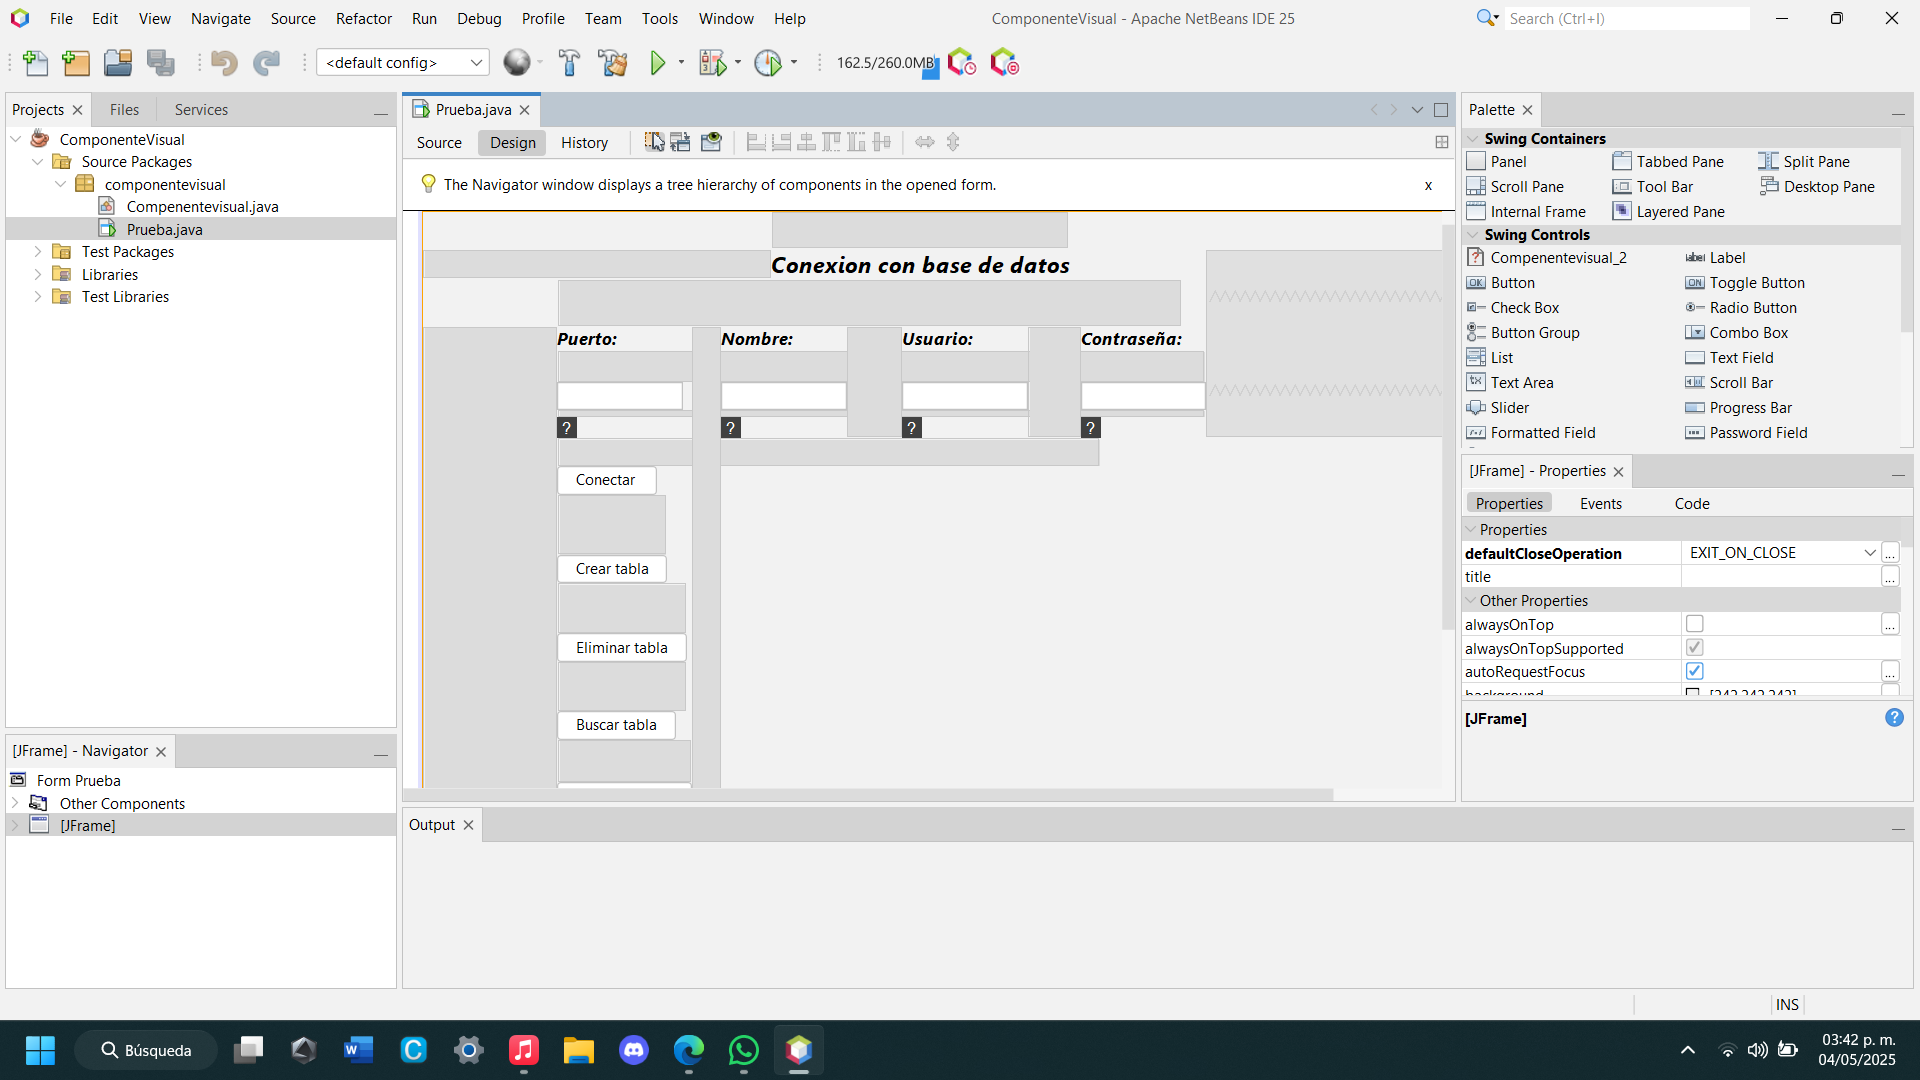 File Edit View Navigate Source Refactor Run Debug Profile Team Tools Window Help
ComponenteVisual - Apache NetBeans IDE 25
Search (Ctrl+I)
<default config>
162.5/260.0MB
Projects Files Services
ComponenteVisual
Source Packages
componentevisual
Compenentevisual.java
Prueba.java
Test Packages
Libraries
Test Libraries
[JFrame] - Navigator
Form Prueba
Other Components
[JFrame]
Prueba.java
Source Design History
The Navigator window displays a tree hierarchy of components in the opened form.
x
Conexion con base de datos
Puerto: Nombre: Usuario: Contraseña:
? ? ? ?
Conectar
Crear tabla
Eliminar tabla
Buscar tabla
Output
Palette
Swing Containers
Panel Tabbed Pane Split Pane
Scroll Pane Tool Bar Desktop Pane
Internal Frame Layered Pane
Swing Controls
Compenentevisual_2 Label
Button Toggle Button
Check Box Radio Button
Button Group Combo Box
List Text Field
Text Area Scroll Bar
Slider Progress Bar
Formatted Field Password Field
[JFrame] - Properties
Properties Events Code
Properties
defaultCloseOperation EXIT_ON_CLOSE ...
title ...
Other Properties
alwaysOnTop ...
alwaysOnTopSupported
autoRequestFocus ...
background [242,242,242]
[JFrame]
INS
Búsqueda
03:42 p. m.
04/05/2025